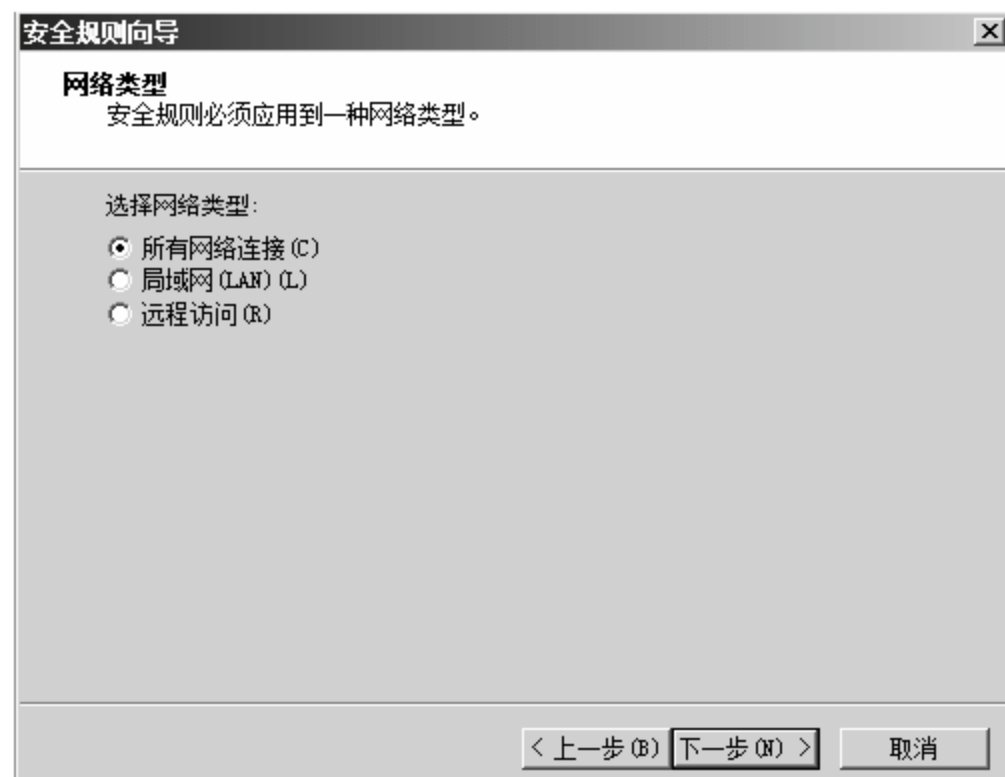 安全规则向导
网络类型
安全规则必须应用到一种网络类型。
选择网络类型:
所有网络连接(C)
局域网(LAN)(L)
远程访问(R)
< 上一步(B) 下一步(N) > 取消